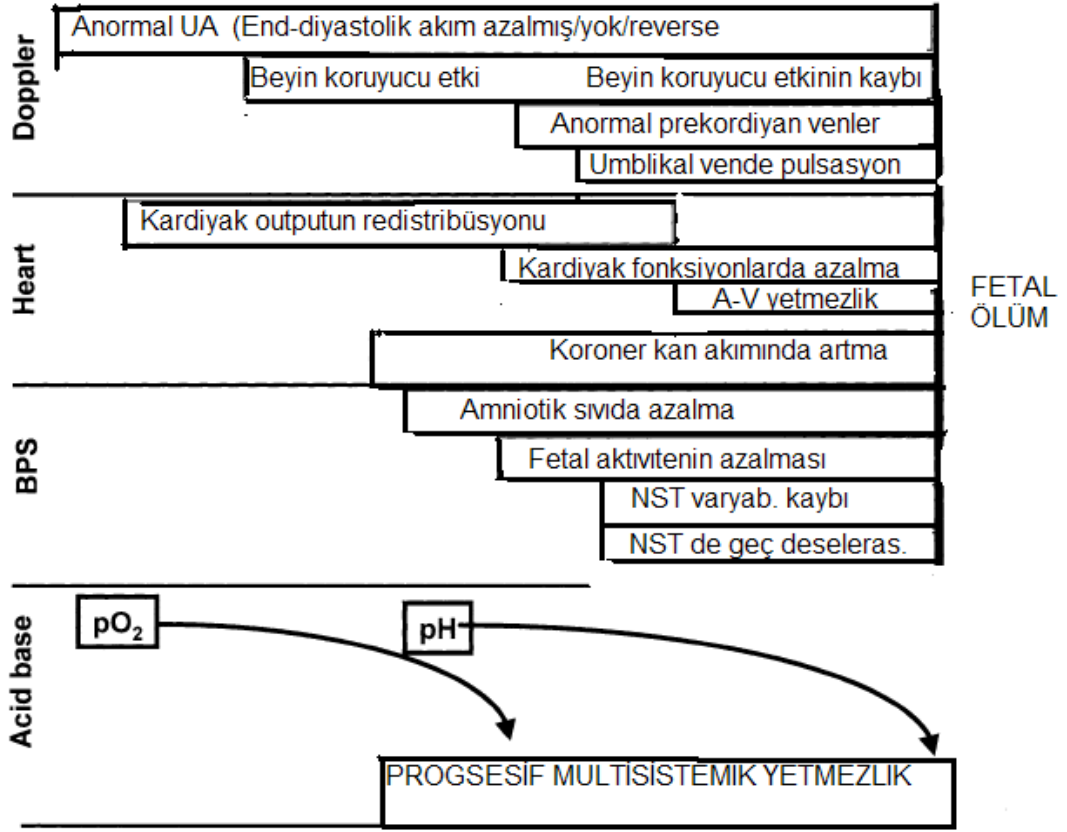 Doppler
Anormal UA (End-diyastolik akım azalmış/yok/reverse
Beyin koruyucu etki Beyin koruyucu etkinin kaybı
Anormal prekordiyan venler
Umblikal vende pulsasyon
Heart
Kardiyak outputun redistribüsyonu
Kardiyak fonksiyonlarda azalma
A-V yetmezlik
Koroner kan akımında artma
FETAL
ÖLÜM
BPS
Amniotik sıvıda azalma
Fetal aktıvıtenin azalması
NST varyab. kaybı
NST de geç deseleras.
Acid base
pO₂
pH
PROGSESİF MULTISISTEMIK YETMEZLIK